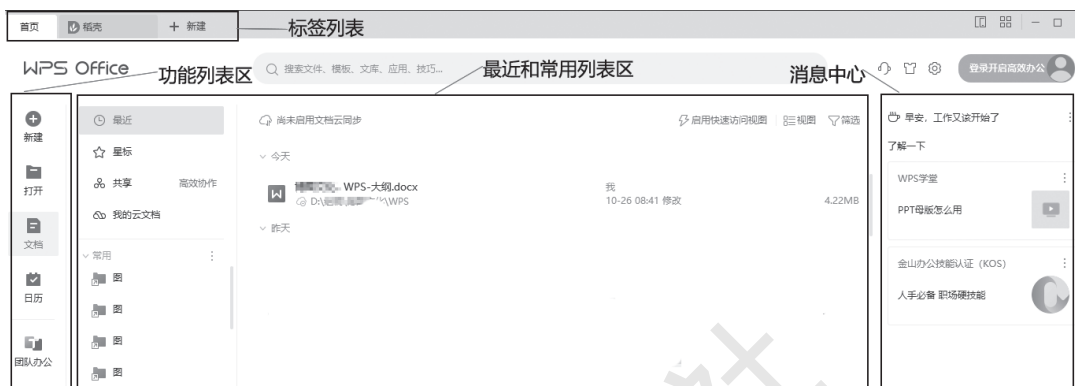 首页
稻壳
+ 新建
标签列表
WPS Office
功能列表区
搜索文件、模板、文库、应用、技巧...
最近和常用列表区
消息中心
登录开启高效办公
新建
打开
文档
日历
团队办公
最近
星标
共享 高效协作
我的云文档
常用
图
图
图
图
尚未启用文档云同步
启用快速访问视图 视图 筛选
今天
WPS-大纲.docx
D:\ \WPS
我
10-26 08:41 修改
4.22MB
昨天
早安，工作又该开始了
了解一下
WPS学堂
PPT母版怎么用
金山办公技能认证（KOS）
人手必备 职场硬技能
社